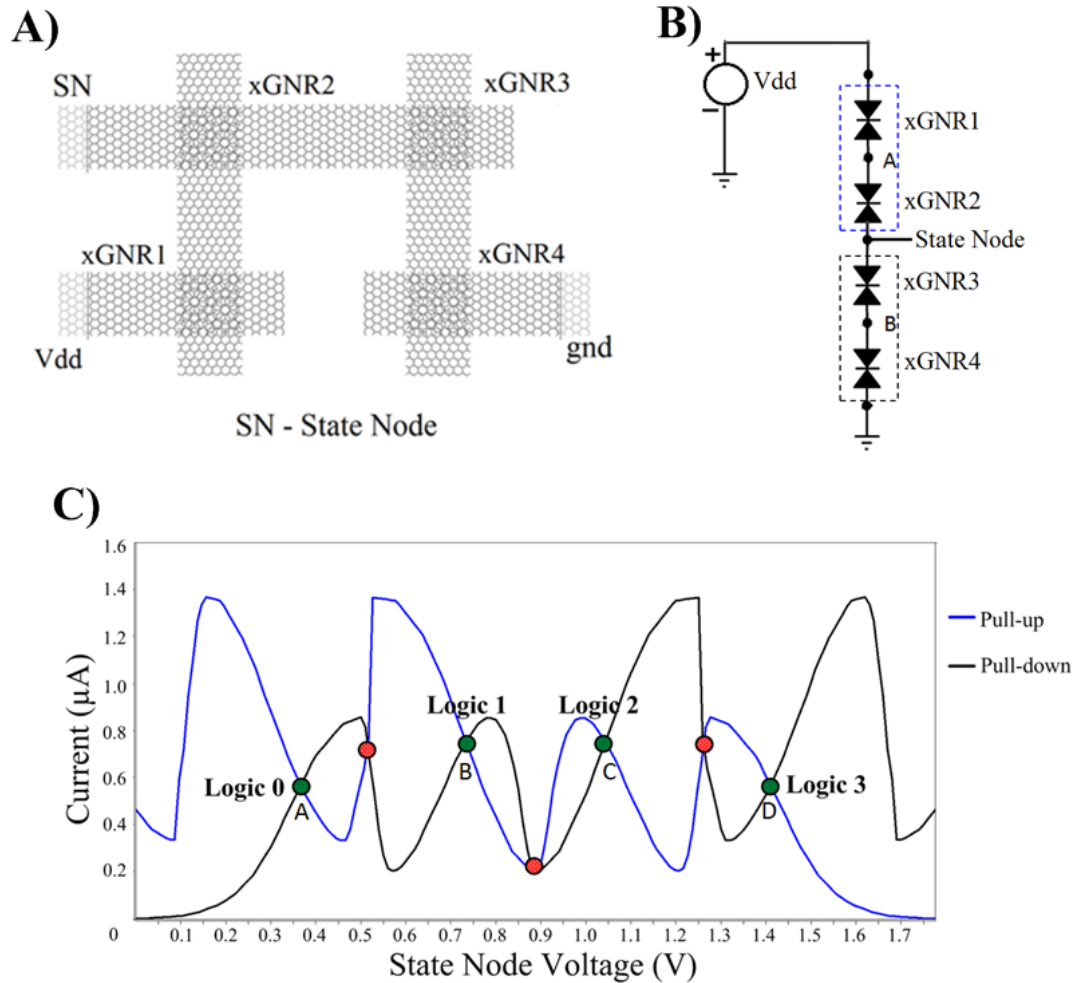 A)
SN
xGNR2
xGNR3
xGNR1
xGNR4
Vdd
gnd
SN - State Node
B)
+
Vdd
−
xGNR1
A
xGNR2
State Node
xGNR3
B
xGNR4
C)
Current (µA)
1.6
1.4
1.2
1.0
0.8
0.6
0.4
0.2
0
0.1 0.2 0.3 0.4 0.5 0.6 0.7 0.8 0.9 1.0 1.1 1.2 1.3 1.4 1.5 1.6 1.7
State Node Voltage (V)
Logic 0
A
Logic 1
B
Logic 2
C
Logic 3
D
Pull-up
Pull-down